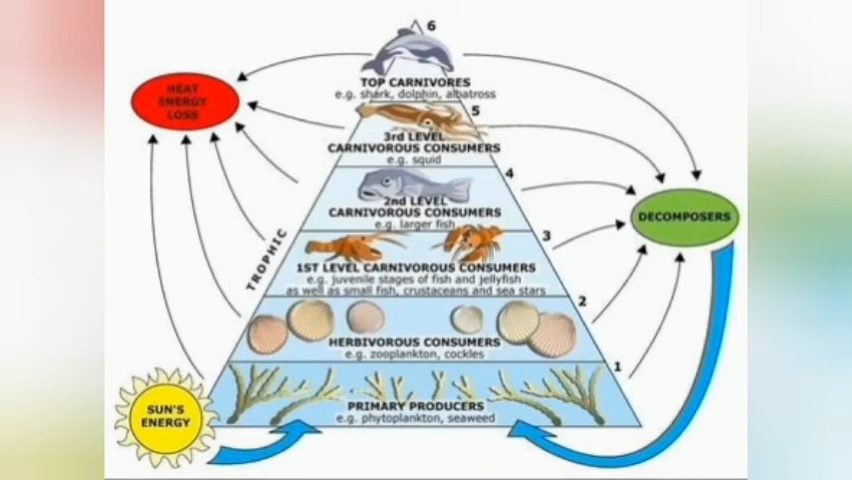 6
TOP CARNIVORES
e.g. shark, dolphin, albatross
HEAT
ENERGY
LOSS
5
3rd LEVEL
CARNIVOROUS CONSUMERS
e.g. squid
4
2nd LEVEL
CARNIVOROUS CONSUMERS
e.g. larger fish
DECOMPOSERS
3
TROPHIC
1ST LEVEL CARNIVOROUS CONSUMERS
e.g. juvenile stages of fish and jellyfish
as well as small fish, crustaceans and sea stars
2
HERBIVOROUS CONSUMERS
e.g. zooplankton, cockles
1
SUN'S
ENERGY
PRIMARY PRODUCERS
e.g. phytoplankton, seaweed